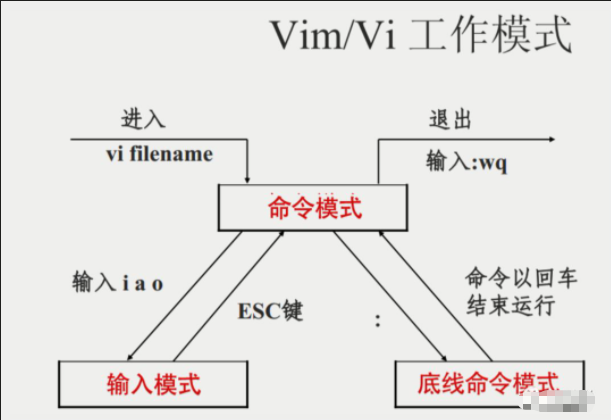 Vim/Vi 工作模式
进入
vi filename
退出
输入:wq
命令模式
输入 i a o
ESC键
:
命令以回车
结束运行
输入模式
底线命令模式